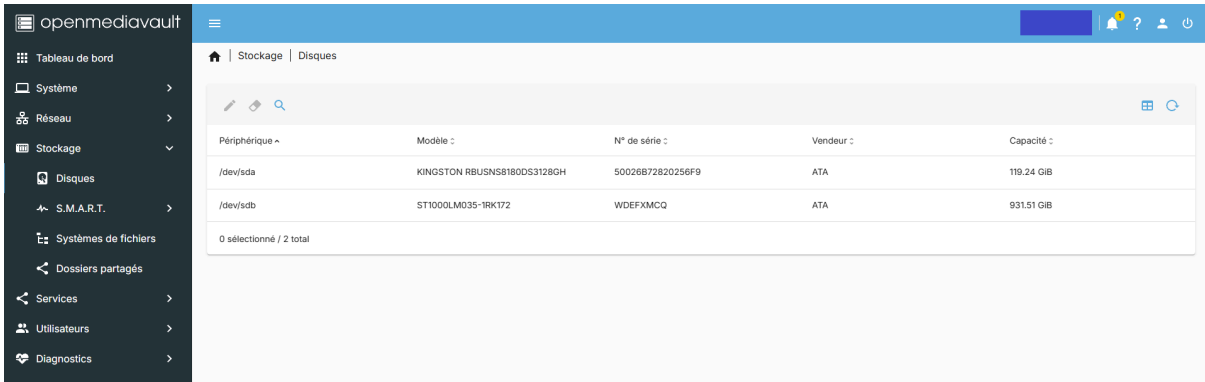 openmediavault
1
?
Tableau de bord
Système
Réseau
Stockage
Disques
S.M.A.R.T.
Systèmes de fichiers
Dossiers partagés
Services
Utilisateurs
Diagnostics
| Stockage | Disques
Périphérique Modèle N° de série Vendeur Capacité
/dev/sda KINGSTON RBUSNS8180DS3128GH 50026B72820256F9 ATA 119.24 GiB
/dev/sdb ST1000LM035-1RK172 WDEFXMCQ ATA 931.51 GiB
0 sélectionné / 2 total